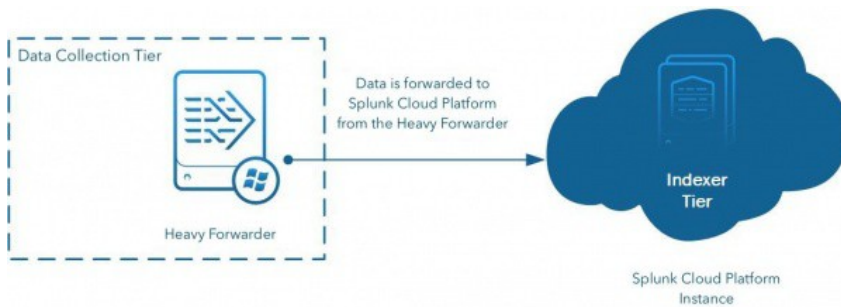 Data Collection Tier
Heavy Forwarder
Data is forwarded to
Splunk Cloud Platform
from the Heavy Forwarder
Indexer
Tier
Splunk Cloud Platform
Instance